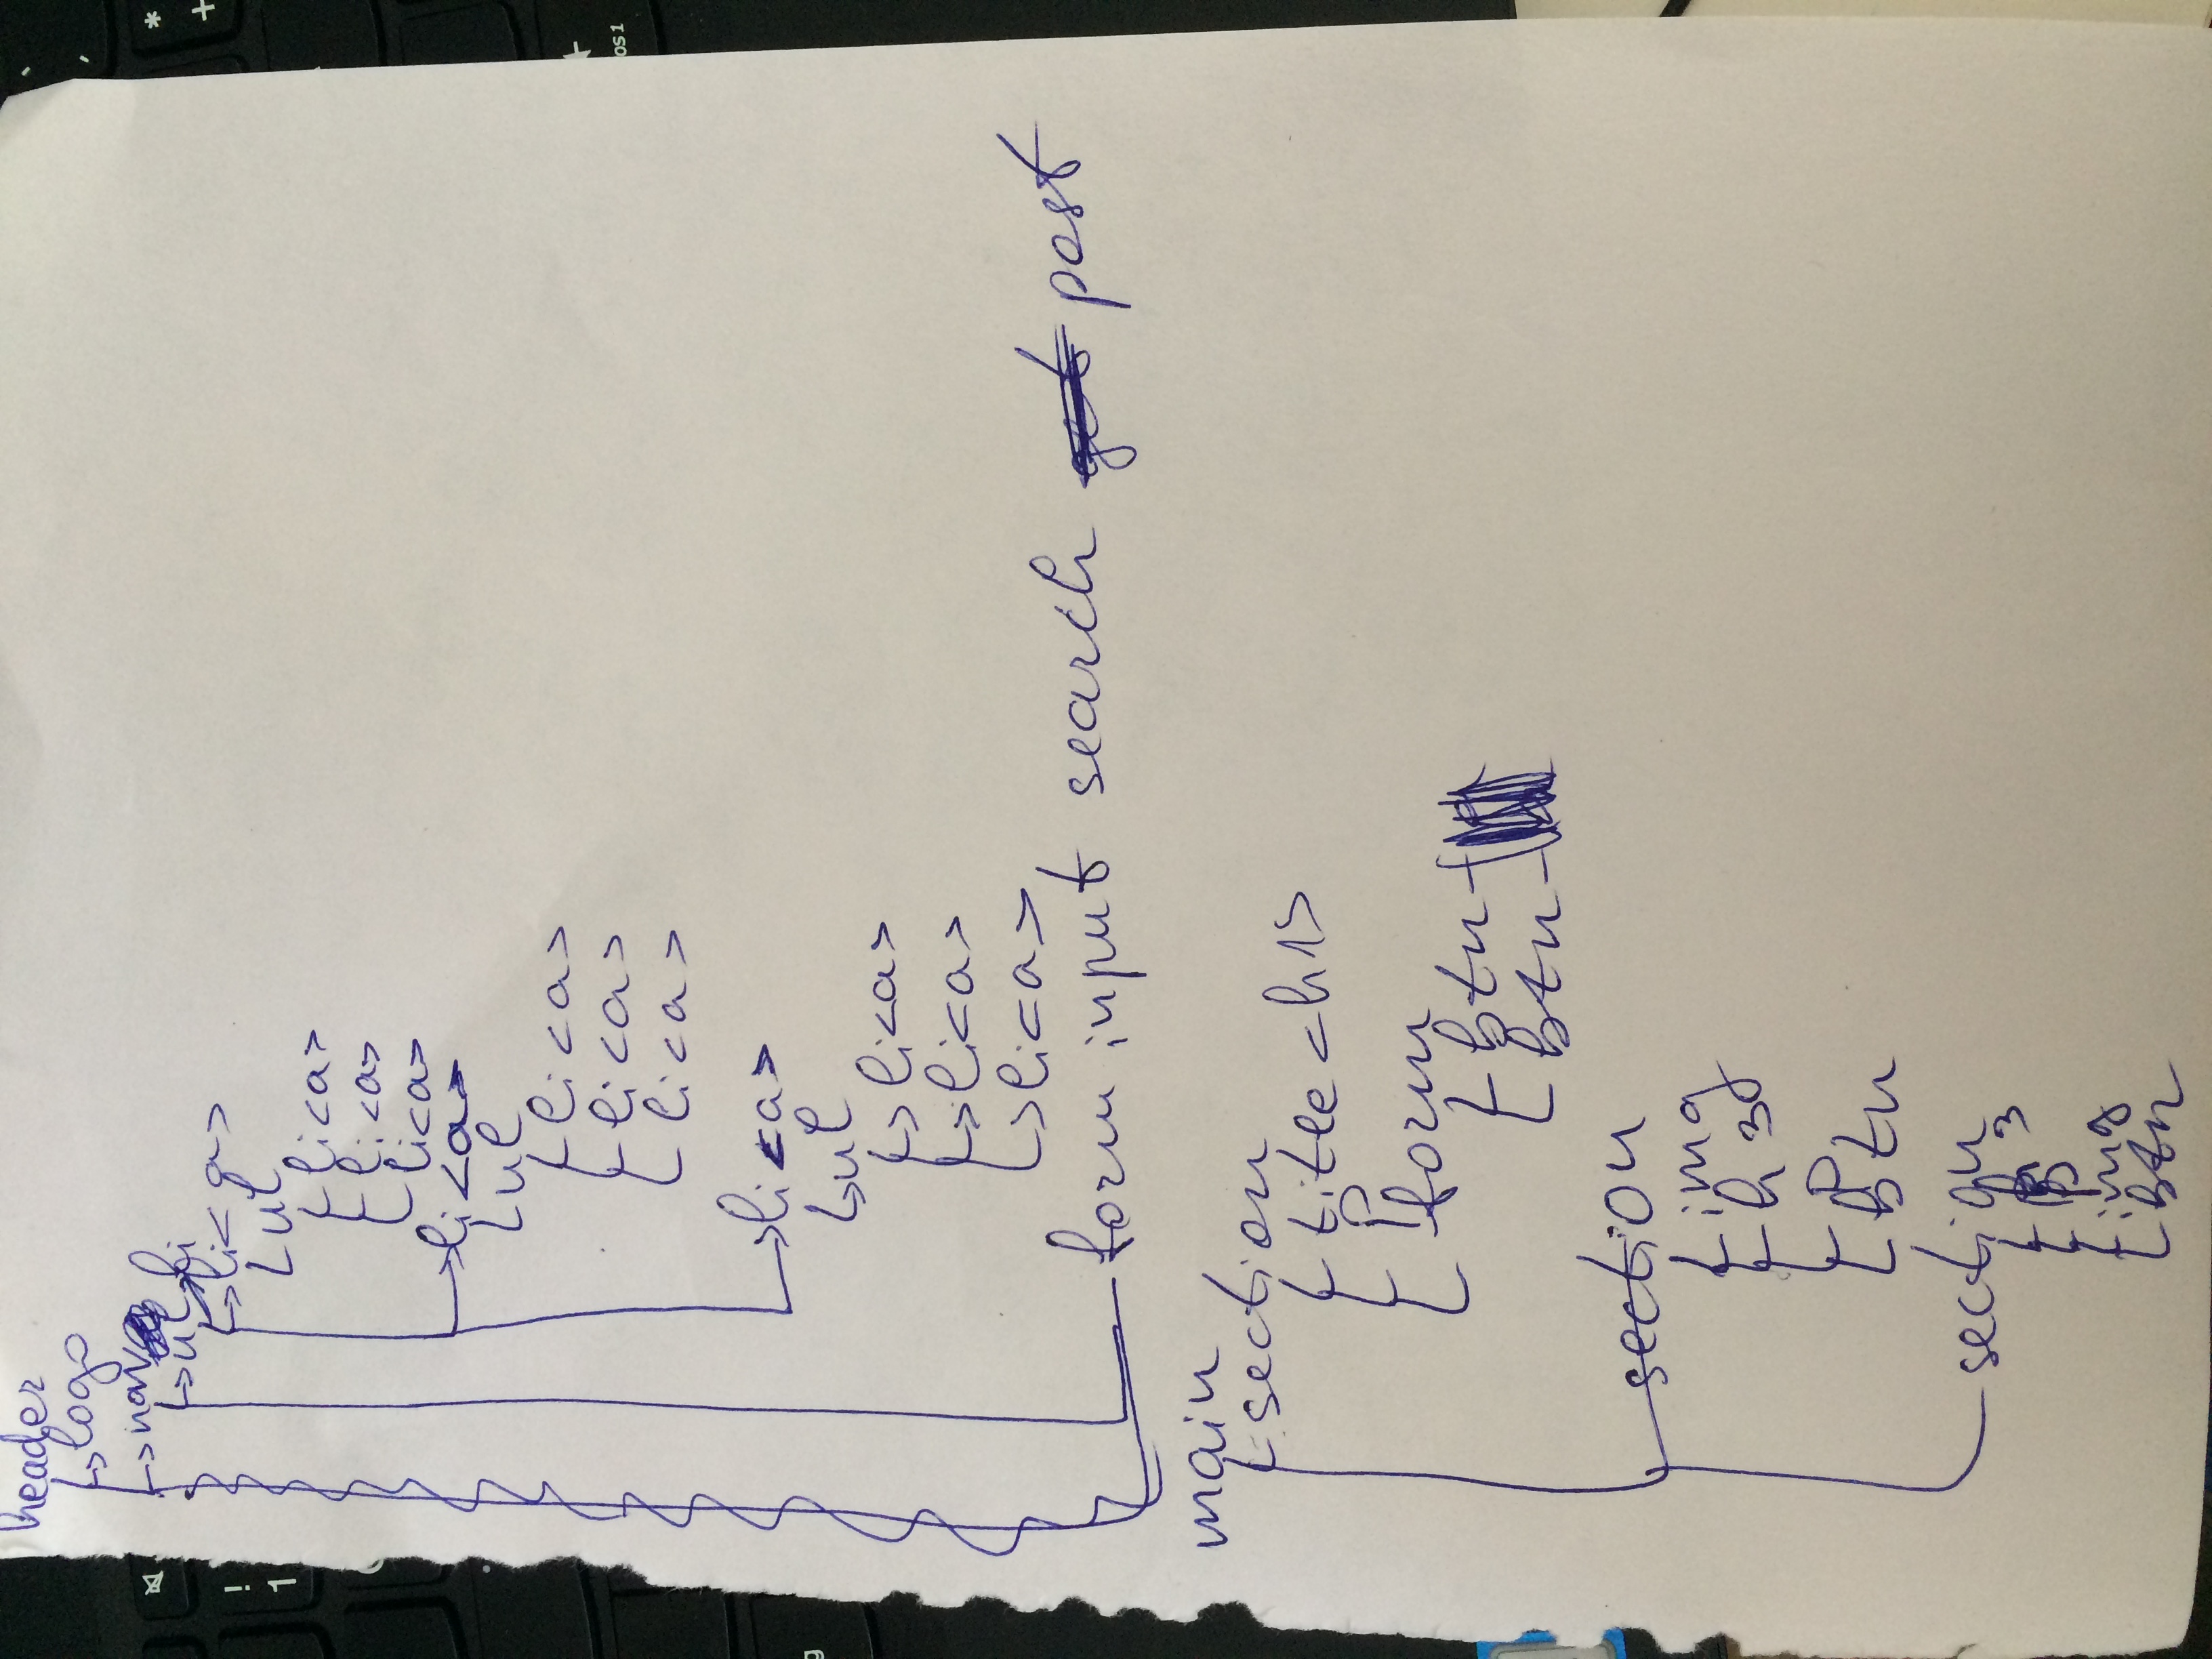 header
logo
nav
ul li
li <a>
ul
li <a>
li <a>
li <a>
li <a>
ul
li <a>
li <a>
li <a>
li <a>
ul
li <a>
li <a>
li <a>
form input search get post
main
section
title <h1>
p
form
btn
btn
section
img
h3
p
btn
section
h3
p
img
btn